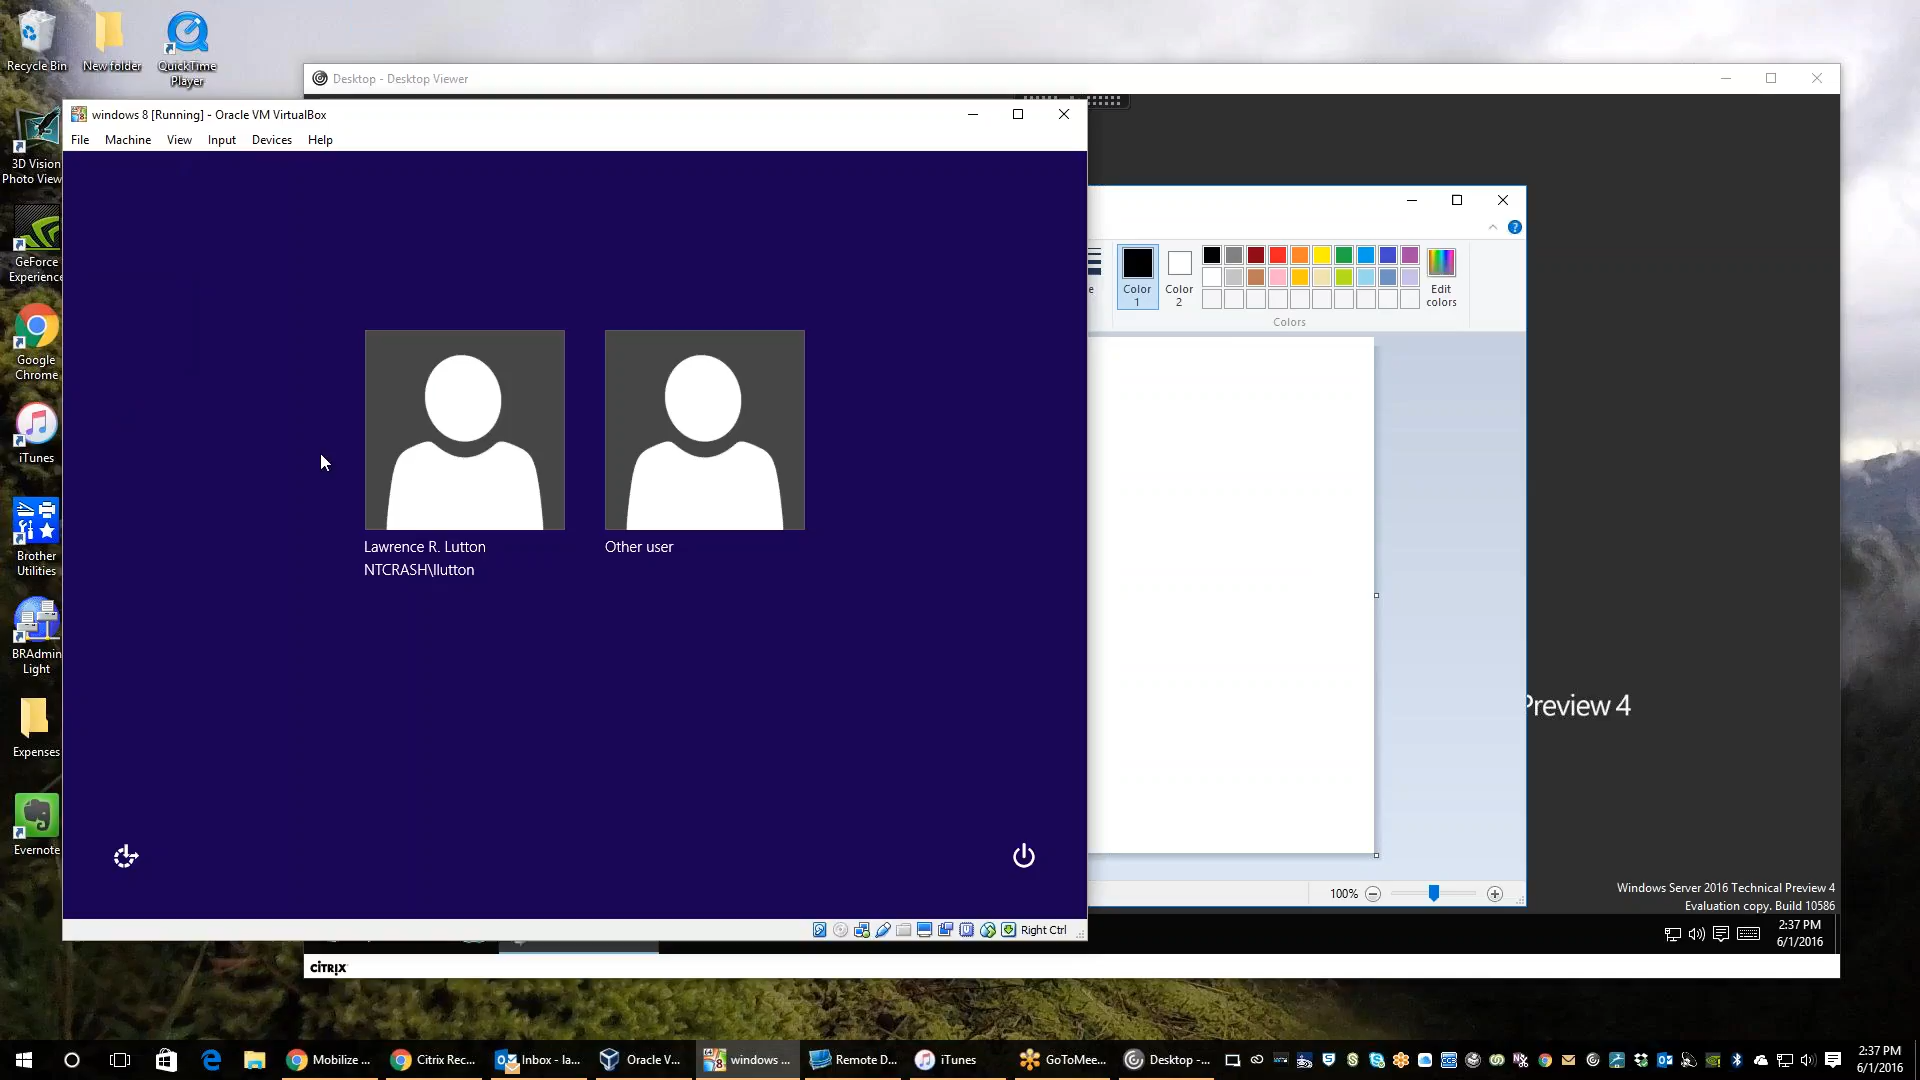 Recycle Bin
New folder
QuickTime
Player
3D Vision
Photo View
GeForce
Experience
Google
Chrome
iTunes
Brother
Utilities
BRAdmin
Light
Expenses
Evernote
Desktop - Desktop Viewer
windows 8 [Running] - Oracle VM VirtualBox
File Machine View Input Devices Help
Lawrence R. Lutton
NTCRASH\llutton
Other user
Right Ctrl
Color
1
Color
2
Edit
colors
Colors
100%
Preview 4
Windows Server 2016 Technical Preview 4
Evaluation copy. Build 10586
2:37 PM
6/1/2016
CİTRİX
Mobilize ...
Citrix Rec...
Inbox - la...
Oracle V...
windows ...
Remote D...
iTunes
GoToMee...
Desktop -...
2:37 PM
6/1/2016